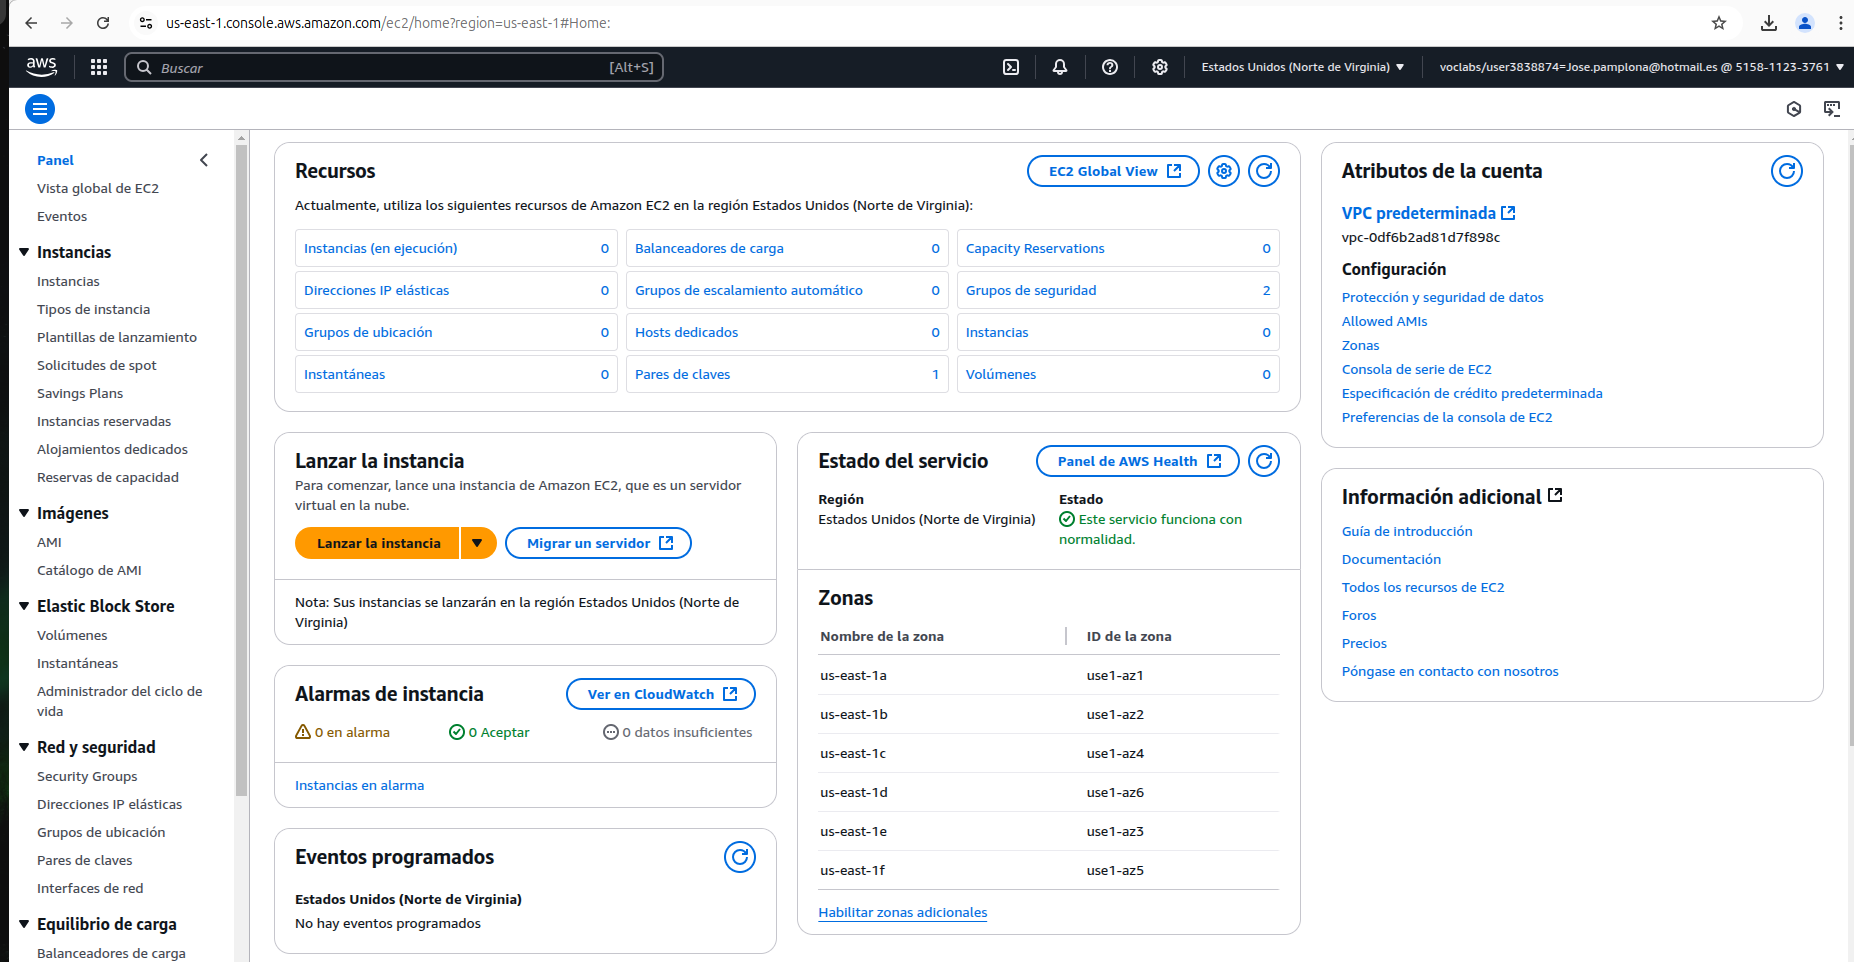 us-east-1.console.aws.amazon.com/ec2/home?region=us-east-1#Home:
aws
Buscar
[Alt+S]
Estados Unidos (Norte de Virginia)
voclabs/user3838874=Jose.pamplona@hotmail.es @ 5158-1123-3761
Panel
Vista global de EC2
Eventos
Instancias
Instancias
Tipos de instancia
Plantillas de lanzamiento
Solicitudes de spot
Savings Plans
Instancias reservadas
Alojamientos dedicados
Reservas de capacidad
Imágenes
AMI
Catálogo de AMI
Elastic Block Store
Volúmenes
Instantáneas
Administrador del ciclo de
vida
Red y seguridad
Security Groups
Direcciones IP elásticas
Grupos de ubicación
Pares de claves
Interfaces de red
Equilibrio de carga
Balanceadores de carga
Recursos
EC2 Global View
Actualmente, utiliza los siguientes recursos de Amazon EC2 en la región Estados Unidos (Norte de Virginia):
Instancias (en ejecución) 0
Balanceadores de carga 0
Capacity Reservations 0
Direcciones IP elásticas 0
Grupos de escalamiento automático 0
Grupos de seguridad 2
Grupos de ubicación 0
Hosts dedicados 0
Instancias 0
Instantáneas 0
Pares de claves 1
Volúmenes 0
Lanzar la instancia
Para comenzar, lance una instancia de Amazon EC2, que es un servidor
virtual en la nube.
Lanzar la instancia
Migrar un servidor
Nota: Sus instancias se lanzarán en la región Estados Unidos (Norte de
Virginia)
Alarmas de instancia
Ver en CloudWatch
0 en alarma
0 Aceptar
0 datos insuficientes
Instancias en alarma
Eventos programados
Estados Unidos (Norte de Virginia)
No hay eventos programados
Estado del servicio
Panel de AWS Health
Región
Estados Unidos (Norte de Virginia)
Estado
Este servicio funciona con
normalidad.
Zonas
Nombre de la zona
ID de la zona
us-east-1a use1-az1
us-east-1b use1-az2
us-east-1c use1-az4
us-east-1d use1-az6
us-east-1e use1-az3
us-east-1f use1-az5
Habilitar zonas adicionales
Atributos de la cuenta
VPC predeterminada
vpc-0df6b2ad81d7f898c
Configuración
Protección y seguridad de datos
Allowed AMIs
Zonas
Consola de serie de EC2
Especificación de crédito predeterminada
Preferencias de la consola de EC2
Información adicional
Guía de introducción
Documentación
Todos los recursos de EC2
Foros
Precios
Póngase en contacto con nosotros